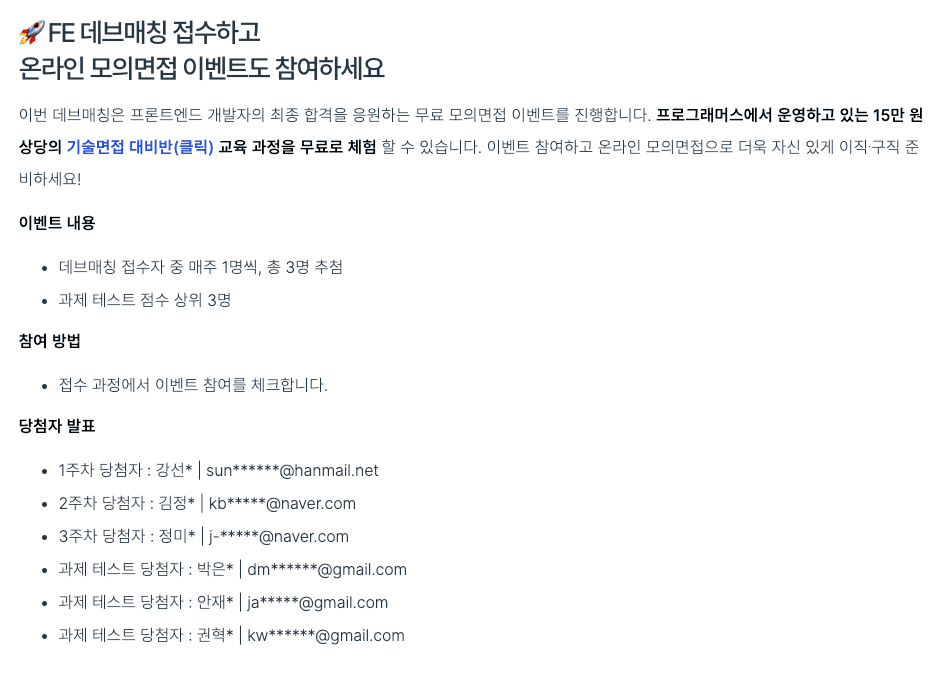 🚀FE 데브매칭 접수하고
온라인 모의면접 이벤트도 참여하세요
이번 데브매칭은 프론트엔드 개발자의 최종 합격을 응원하는 무료 모의면접 이벤트를 진행합니다. 프로그래머스에서 운영하고 있는 15만 원
상당의 기술면접 대비반(클릭) 교육 과정을 무료로 체험 할 수 있습니다. 이벤트 참여하고 온라인 모의면접으로 더욱 자신 있게 이직·구직 준
비하세요!
이벤트 내용
• 데브매칭 접수자 중 매주 1명씩, 총 3명 추첨
• 과제 테스트 점수 상위 3명
참여 방법
• 접수 과정에서 이벤트 참여를 체크합니다.
당첨자 발표
• 1주차 당첨자 : 강선* | sun******@hanmail.net
• 2주차 당첨자 : 김정* | kb*****@naver.com
• 3주차 당첨자 : 정미* | j-*****@naver.com
• 과제 테스트 당첨자 : 박은* | dm******@gmail.com
• 과제 테스트 당첨자 : 안재* | ja*****@gmail.com
• 과제 테스트 당첨자 : 권혁* | kw******@gmail.com